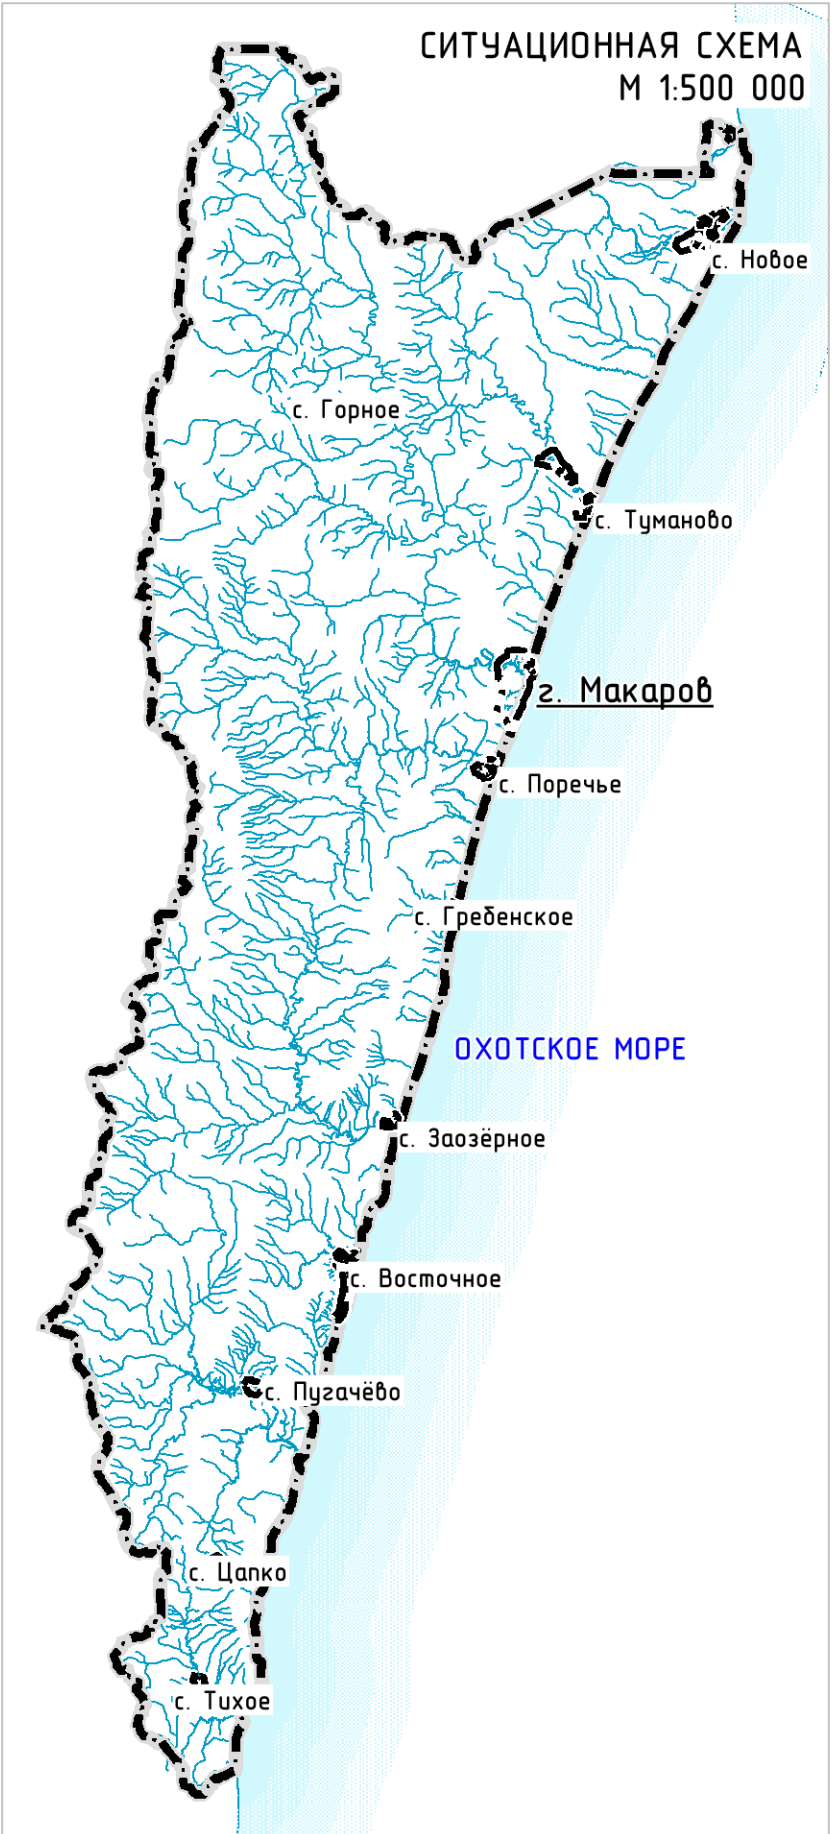 СИТУАЦИОННАЯ СХЕМА
М 1:500 000
с. Новое
с. Горное
с. Туманово
г. Макаров
с. Поречье
с. Гребенское
ОХОТСКОЕ МОРЕ
с. Заозёрное
с. Восточное
с. Пугачёво
с. Цапко
с. Тихое